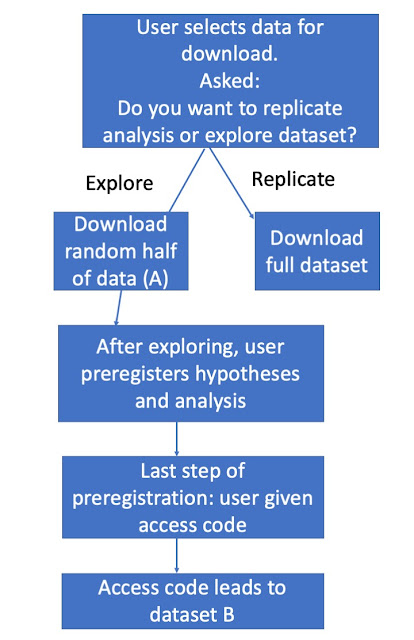 User selects data for
download.
Asked:
Do you want to replicate
analysis or explore dataset?
Explore
Replicate
Download
random half
of data (A)
Download
full dataset
After exploring, user
preregisters hypotheses
and analysis
Last step of
preregistration: user given
access code
Access code leads to
dataset B